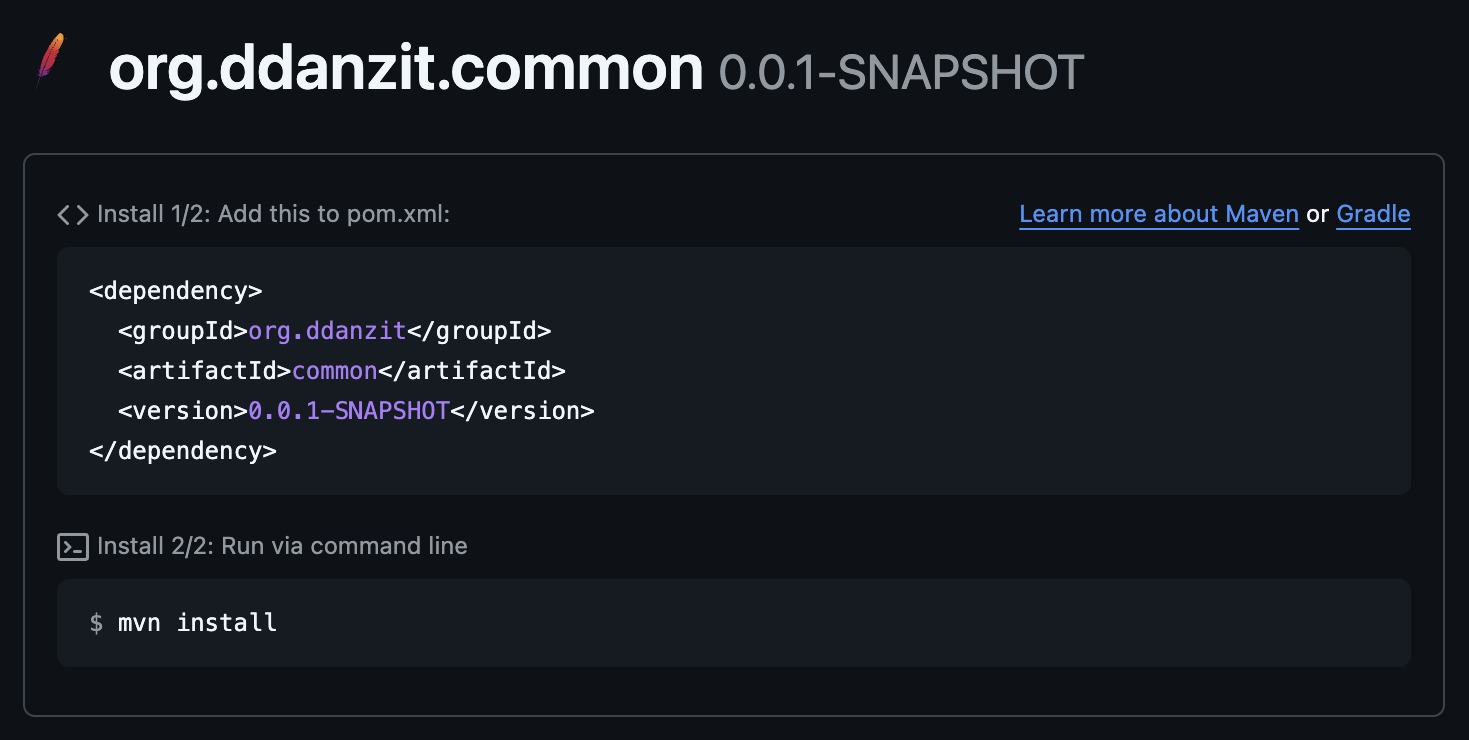 org.ddanzit.common 0.0.1-SNAPSHOT
Install 1/2: Add this to pom.xml:
Learn more about Maven or Gradle
<dependency>
  <groupId>org.ddanzit</groupId>
  <artifactId>common</artifactId>
  <version>0.0.1-SNAPSHOT</version>
</dependency>
Install 2/2: Run via command line
$ mvn install